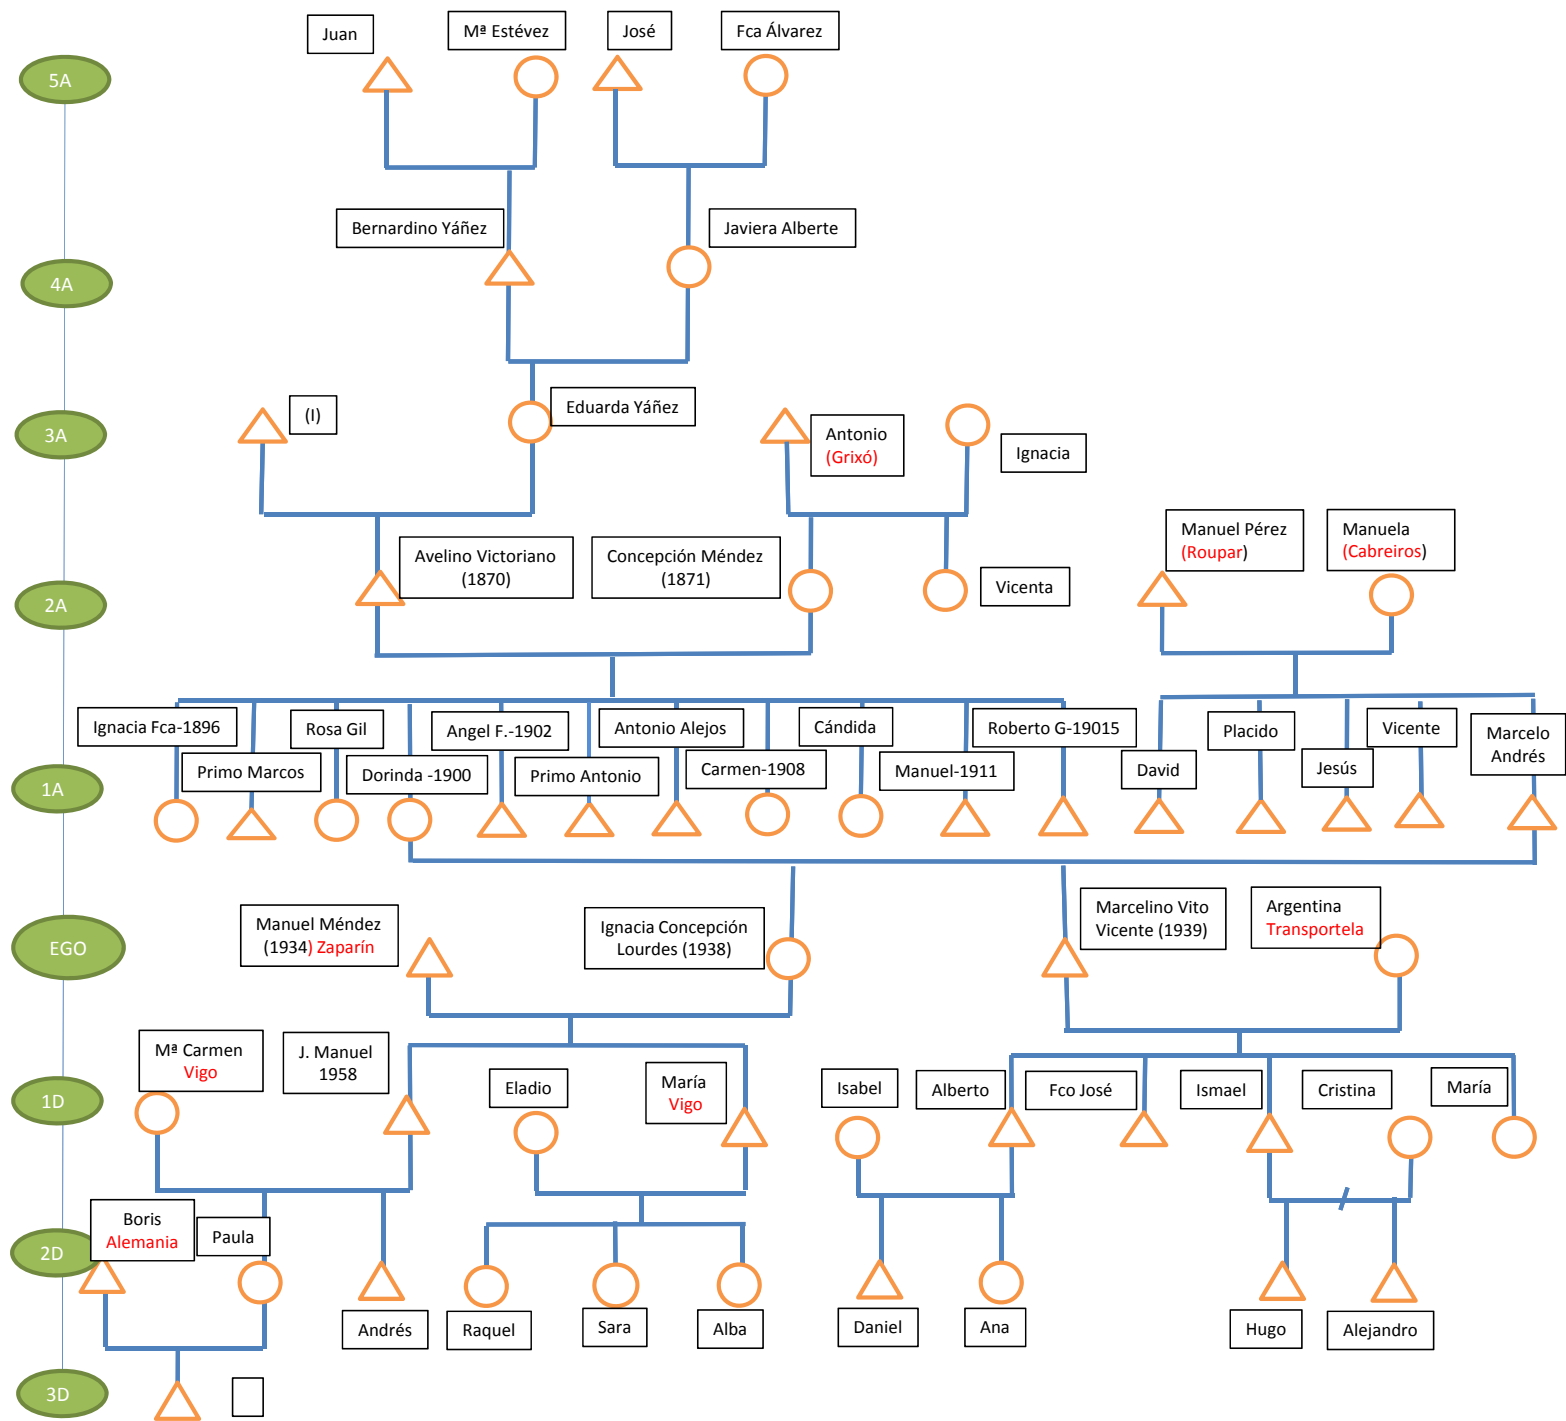 Juan
Mª Estévez
José
Fca Álvarez
5A
Bernardino Yáñez
Javiera Alberte
4A
(I)
Eduarda Yáñez
Antonio
(Grixó)
Ignacia
3A
Avelino Victoriano
(1870)
Concepción Méndez
(1871)
Vicenta
Manuel Pérez
(Roupar)
Manuela
(Cabreiros)
2A
Ignacia Fca-1896
Primo Marcos
Rosa Gil
Dorinda -1900
Angel F.-1902
Primo Antonio
Antonio Alejos
Carmen-1908
Cándida
Manuel-1911
Roberto G-19015
David
Placido
Jesús
Vicente
Marcelo
Andrés
1A
Manuel Méndez
(1934) Zaparín
Ignacia Concepción
Lourdes (1938)
Marcelino Vito
Vicente (1939)
Argentina
Transportela
EGO
Mª Carmen
Vigo
J. Manuel
1958
Eladio
María
Vigo
Isabel
Alberto
Fco José
Ismael
Cristina
María
1D
Boris
Alemania
Paula
2D
Andrés
Raquel
Sara
Alba
Daniel
Ana
Hugo
Alejandro
3D